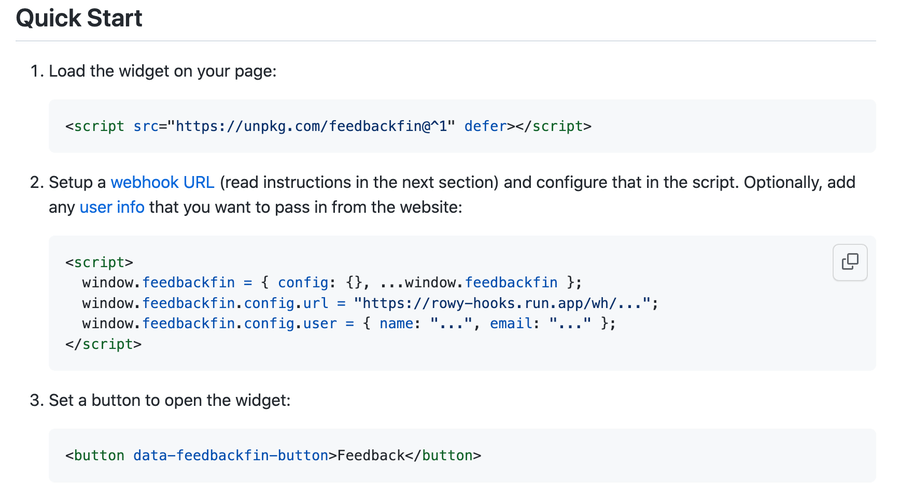 Quick Start
1. Load the widget on your page:
<script src="https://unpkg.com/feedbackfin@^1" defer></script>
2. Setup a webhook URL (read instructions in the next section) and configure that in the script. Optionally, add
any user info that you want to pass in from the website:
<script>
  window.feedbackfin = { config: {}, ...window.feedbackfin };
  window.feedbackfin.config.url = "https://rowy-hooks.run.app/wh/...";
  window.feedbackfin.config.user = { name: "...", email: "..." };
</script>
3. Set a button to open the widget:
<button data-feedbackfin-button>Feedback</button>